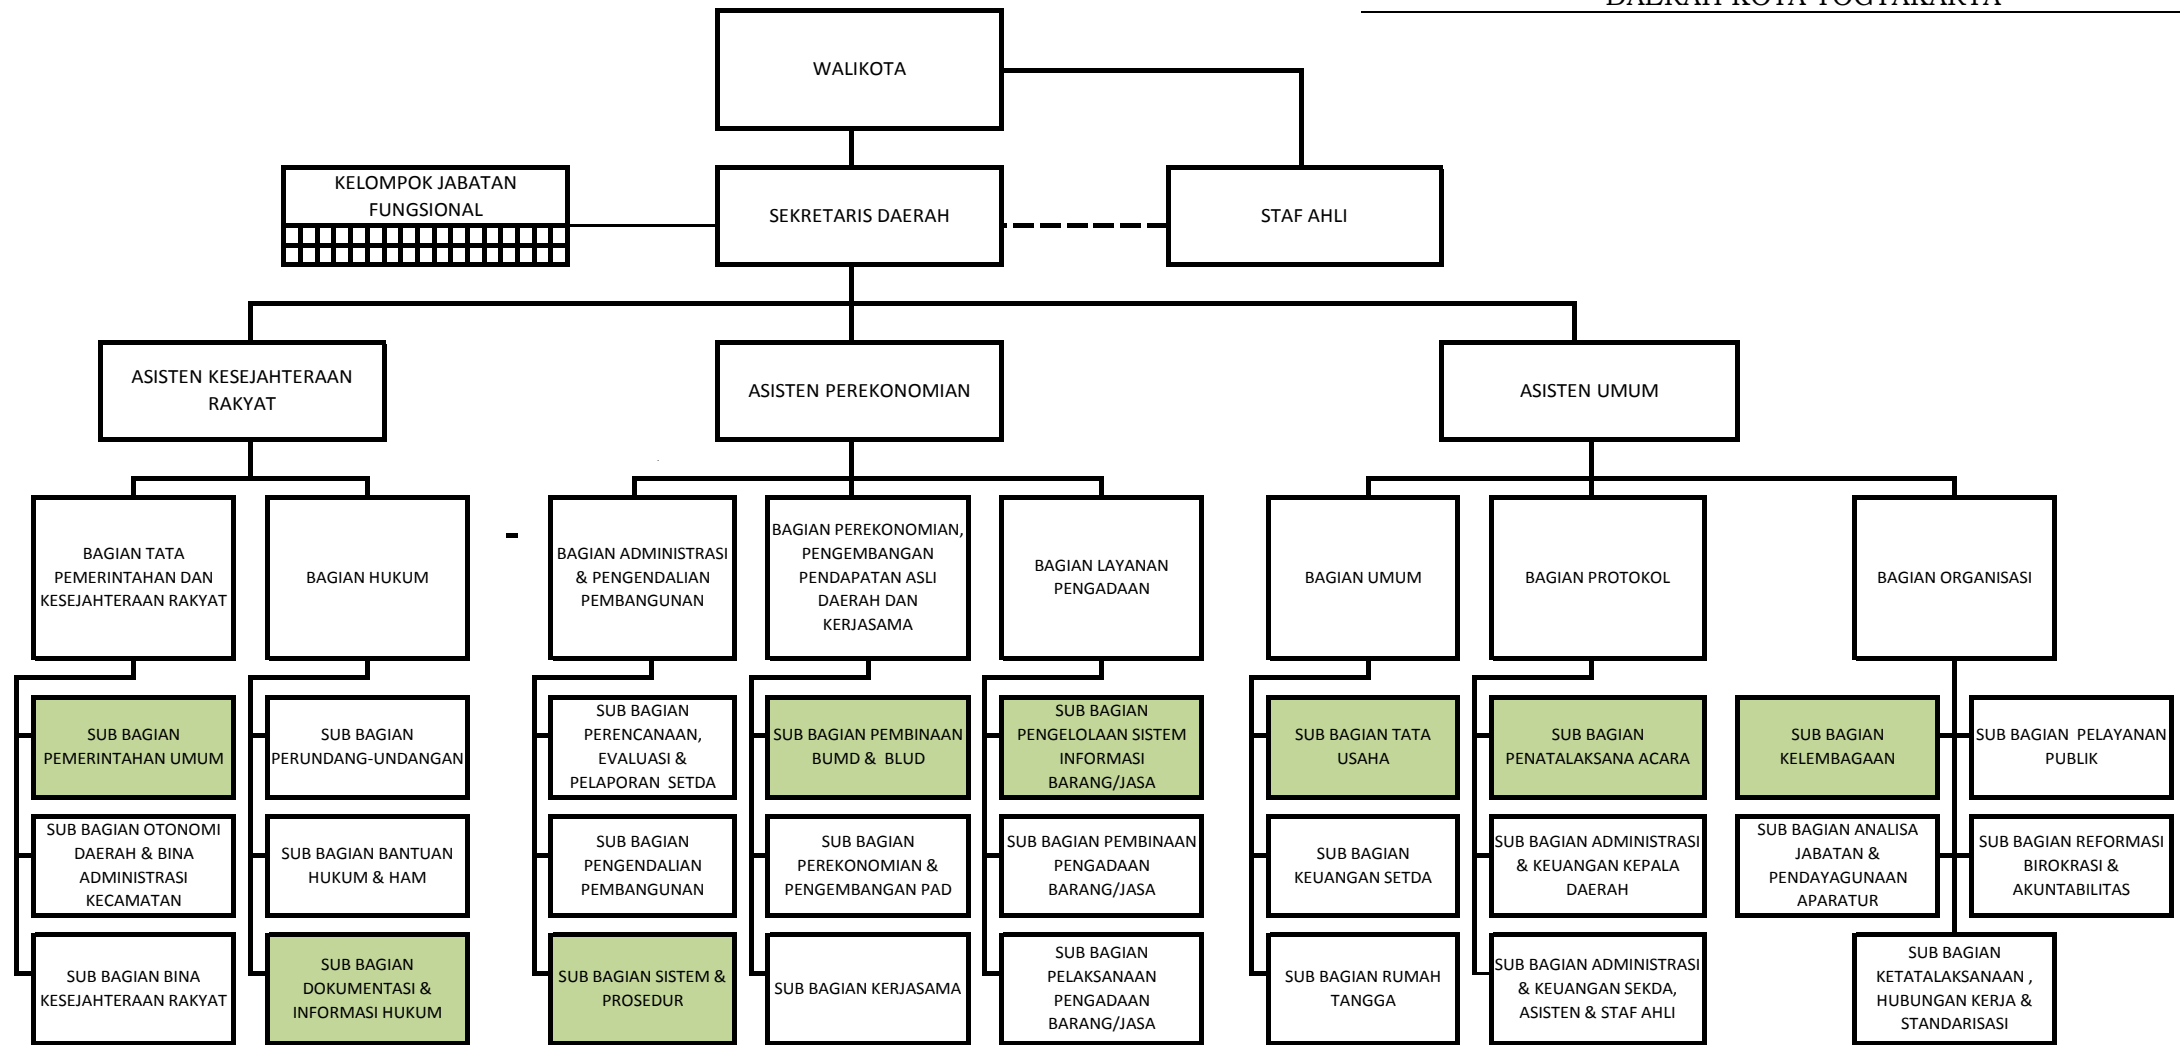 DAERAH KOTA YOGYAKARTA
WALIKOTA
KELOMPOK JABATAN
FUNGSIONAL
SEKRETARIS DAERAH
STAF AHLI
ASISTEN KESEJAHTERAAN
RAKYAT
ASISTEN PEREKONOMIAN
ASISTEN UMUM
BAGIAN TATA
PEMERINTAHAN DAN
KESEJAHTERAAN RAKYAT
BAGIAN HUKUM
-
BAGIAN ADMINISTRASI
& PENGENDALIAN
PEMBANGUNAN
BAGIAN PEREKONOMIAN,
PENGEMBANGAN
PENDAPATAN ASLI
DAERAH DAN
KERJASAMA
BAGIAN LAYANAN
PENGADAAN
BAGIAN UMUM
BAGIAN PROTOKOL
BAGIAN ORGANISASI
SUB BAGIAN
PEMERINTAHAN UMUM
SUB BAGIAN
PERUNDANG-UNDANGAN
SUB BAGIAN
PERENCANAAN,
EVALUASI &
PELAPORAN SETDA
SUB BAGIAN PEMBINAAN
BUMD & BLUD
SUB BAGIAN
PENGELOLAAN SISTEM
INFORMASI
BARANG/JASA
SUB BAGIAN TATA
USAHA
SUB BAGIAN
PENATALAKSANA ACARA
SUB BAGIAN
KELEMBAGAAN
SUB BAGIAN PELAYANAN
PUBLIK
SUB BAGIAN OTONOMI
DAERAH & BINA
ADMINISTRASI
KECAMATAN
SUB BAGIAN BANTUAN
HUKUM & HAM
SUB BAGIAN
PENGENDALIAN
PEMBANGUNAN
SUB BAGIAN
PEREKONOMIAN &
PENGEMBANGAN PAD
SUB BAGIAN PEMBINAAN
PENGADAAN
BARANG/JASA
SUB BAGIAN
KEUANGAN SETDA
SUB BAGIAN ADMINISTRASI
& KEUANGAN KEPALA
DAERAH
SUB BAGIAN ANALISA
JABATAN &
PENDAYAGUNAAN
APARATUR
SUB BAGIAN REFORMASI
BIROKRASI &
AKUNTABILITAS
SUB BAGIAN BINA
KESEJAHTERAAN RAKYAT
SUB BAGIAN
DOKUMENTASI &
INFORMASI HUKUM
SUB BAGIAN SISTEM &
PROSEDUR
SUB BAGIAN KERJASAMA
SUB BAGIAN
PELAKSANAAN
PENGADAAN
BARANG/JASA
SUB BAGIAN RUMAH
TANGGA
SUB BAGIAN ADMINISTRASI
& KEUANGAN SEKDA,
ASISTEN & STAF AHLI
SUB BAGIAN
KETATALAKSANAAN ,
HUBUNGAN KERJA &
STANDARISASI